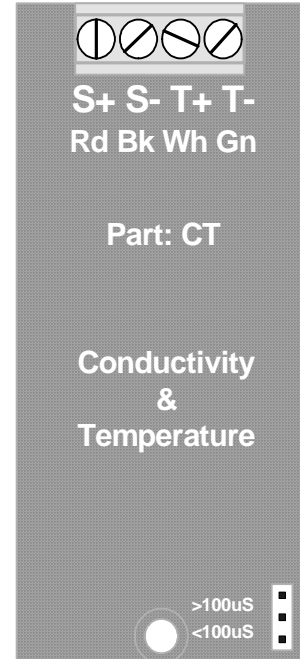 S+ S- T+ T-
Rd Bk Wh Gn
Part: CT
Conductivity
&
Temperature
>100uS
<100uS